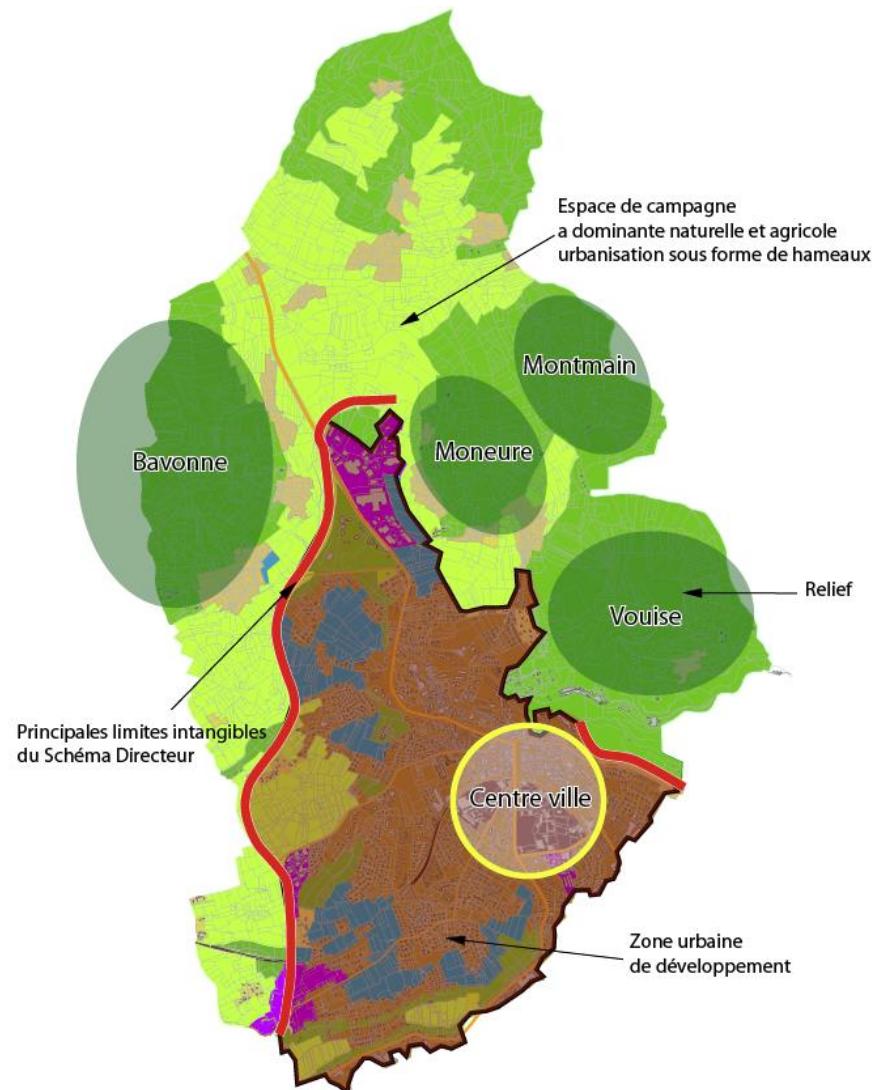 Espace de campagne
a dominante naturelle et agricole
urbanisation sous forme de hameaux
Montmain
Bavonne
Moneure
Relief
Vouise
Principales limites intangibles
du Schéma Directeur
Centre ville
Zone urbaine
de développement